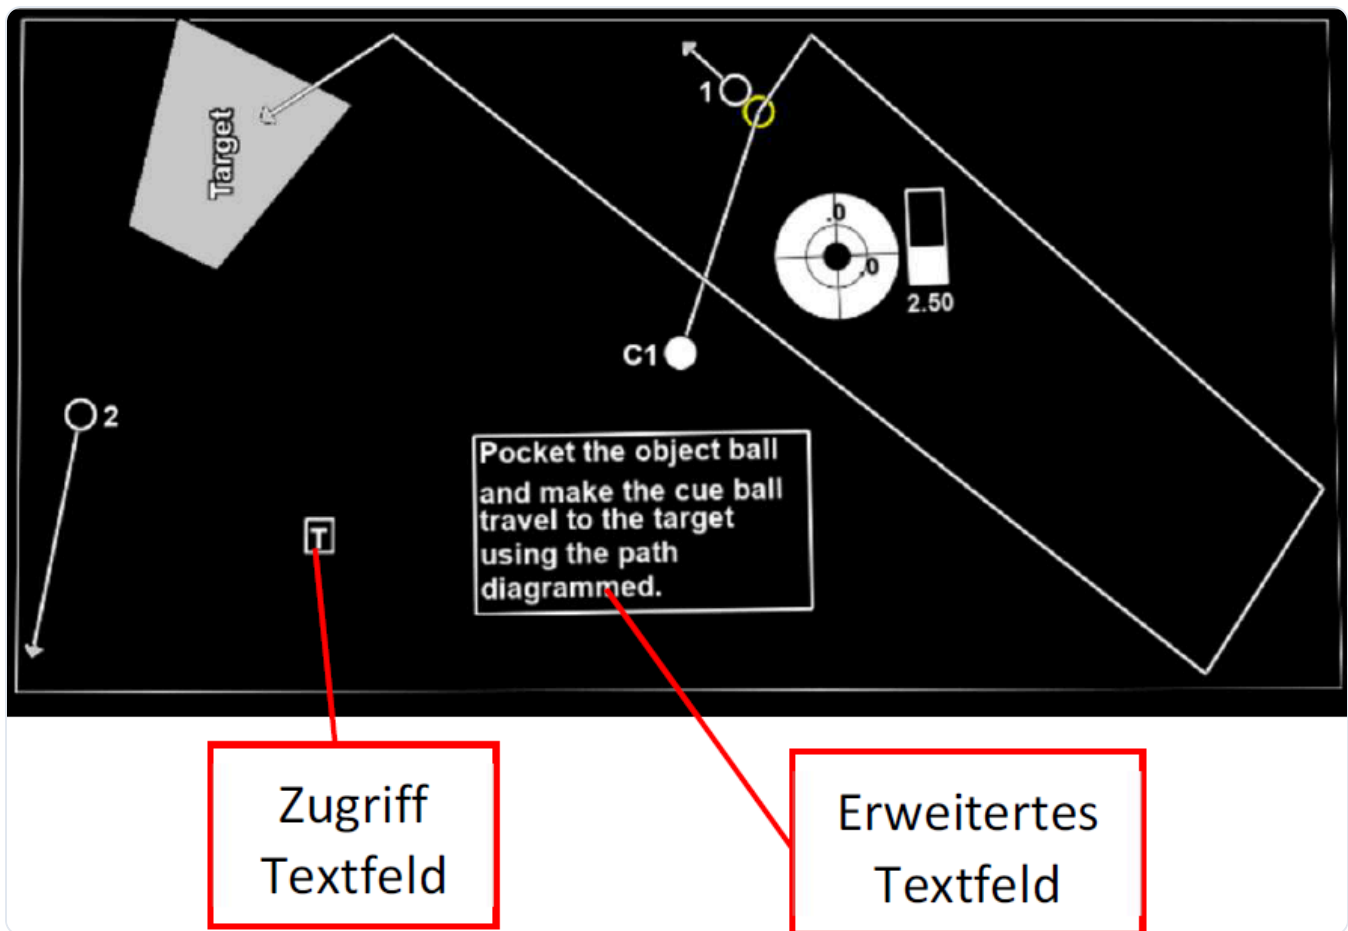 Target
1
.0
.0
2.50
C1
2
T
Pocket the object ball
and make the cue ball
travel to the target
using the path
diagrammed.
Zugriff
Textfeld
Erweitertes
Textfeld